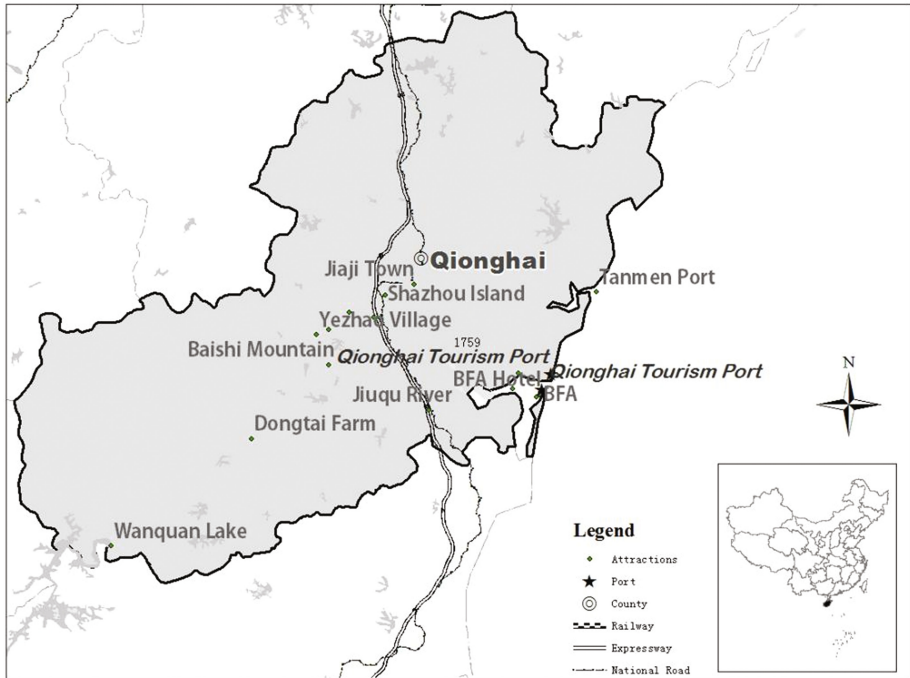 Qionghai
Jiaji Town
Tanmen Port
Shazhou Island
Yezhai Village
1759
Baishi Mountain
Qionghai Tourism Port
Qionghai Tourism Port
BFA Hotel
BFA
Jiuqu River
N
Dongtai Farm
Wanquan Lake
Legend
Attractions
Port
County
Railway
Expressway
National Road